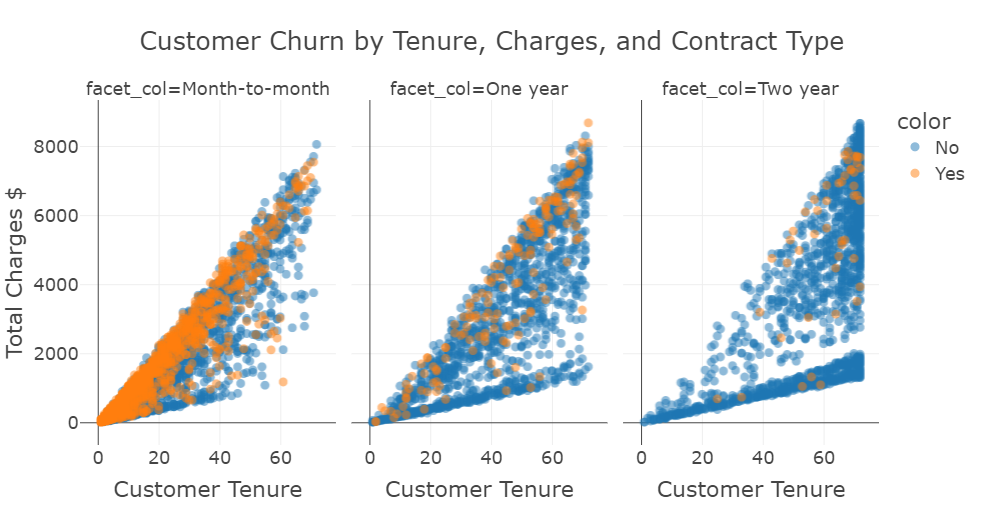 Customer Churn by Tenure, Charges, and Contract Type
facet_col=Month-to-month
facet_col=One year
facet_col=Two year
color
No
Yes
Total Charges $
8000
6000
4000
2000
0
0 20 40 60
0 20 40 60
0 20 40 60
Customer Tenure
Customer Tenure
Customer Tenure